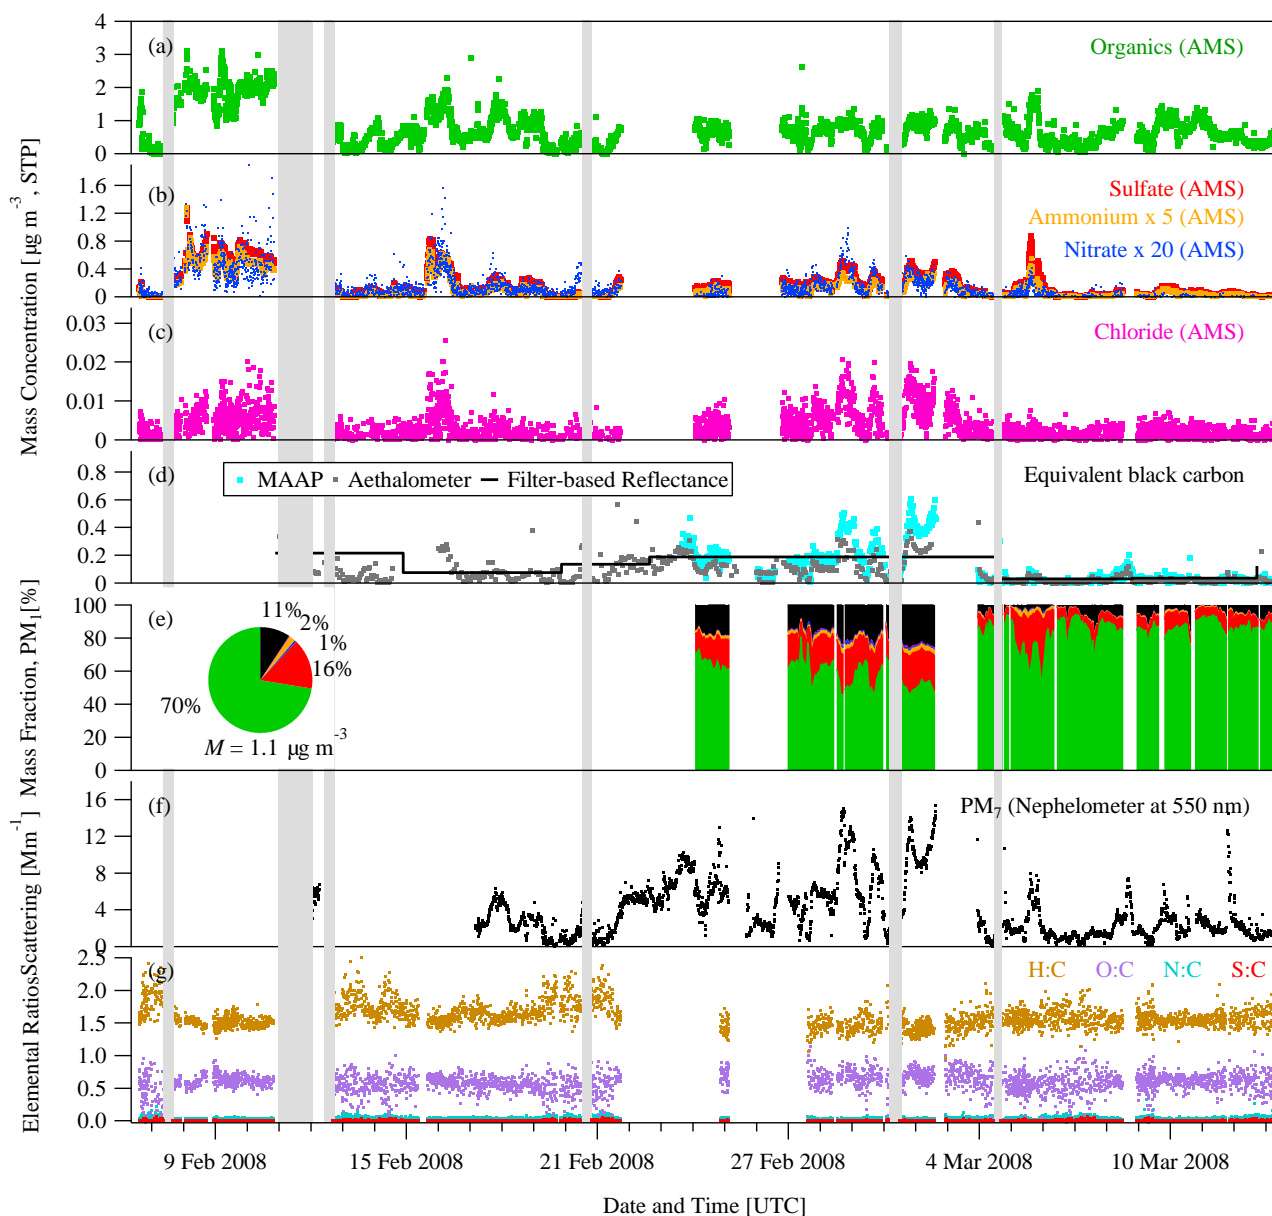 Mass Concentration [ μg m⁻³, STP]
4
3
2
1
0
(a)
Organics (AMS)
1.6
1.2
0.8
0.4
0
(b)
Sulfate (AMS)
Ammonium x 5 (AMS)
Nitrate x 20 (AMS)
0.03
0.02
0.01
0
(c)
Chloride (AMS)
0.8
0.6
0.4
0.2
0
(d)
MAAP Aethalometer Filter-based Reflectance
Equivalent black carbon
Mass Fraction, PM₁[%]
100
80
60
40
20
0
(e)
11%
2%
1%
16%
70%
M = 1.1 μg m⁻³
Scattering [Mm⁻¹]
16
12
8
4
0
(f)
PM₇ (Nephelometer at 550 nm)
Elemental Ratios
2.5
2.0
1.5
1.0
0.5
0.0
(g)
H:C O:C N:C S:C
9 Feb 2008 15 Feb 2008 21 Feb 2008 27 Feb 2008 4 Mar 2008 10 Mar 2008
Date and Time [UTC]